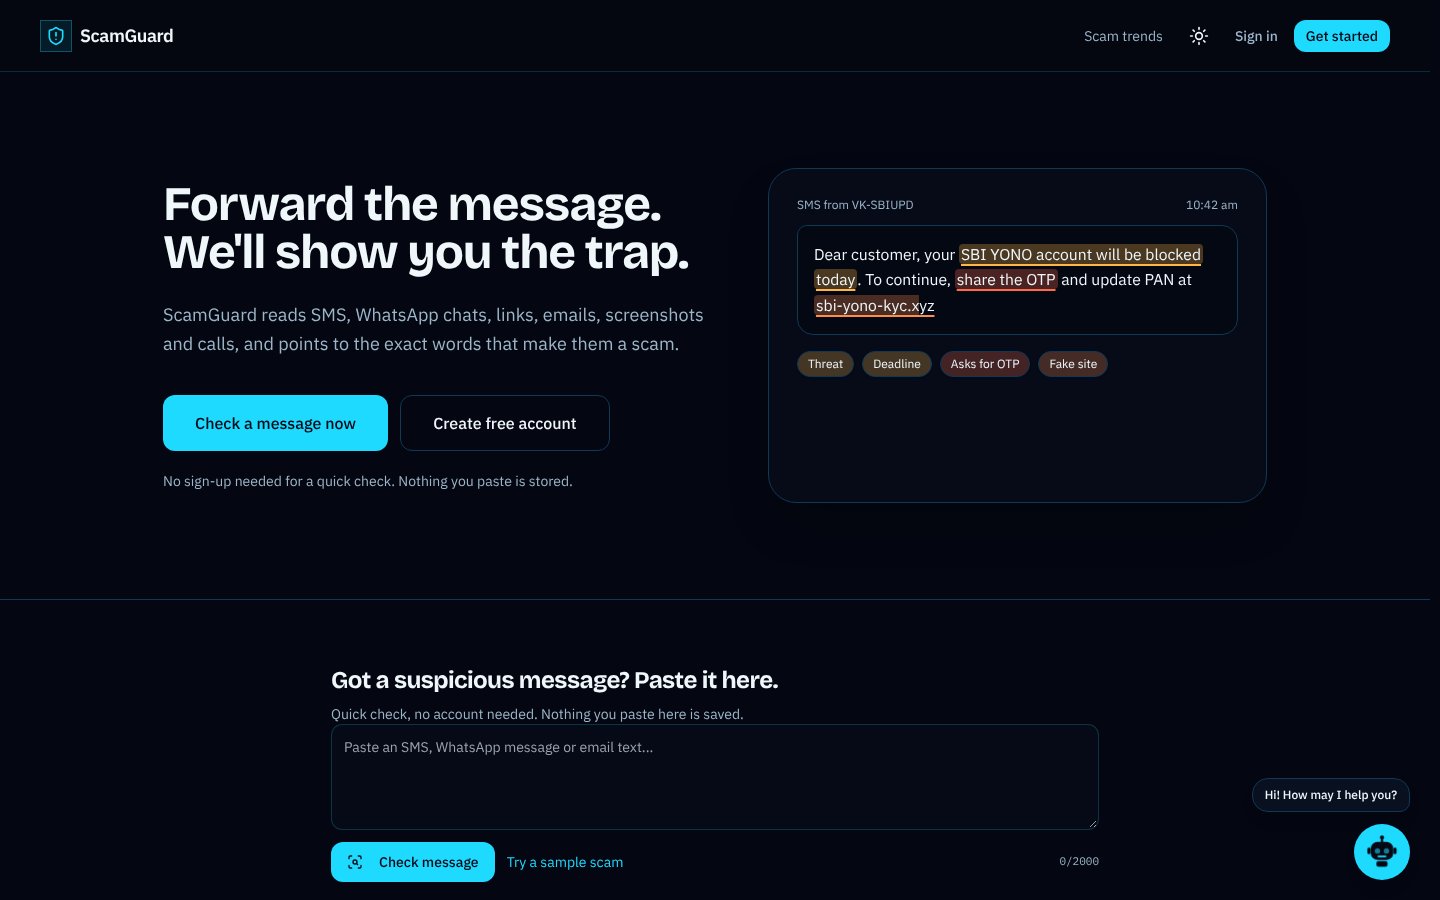 ScamGuard
Scam trends
Sign in
Get started
Forward the message.
We'll show you the trap.
ScamGuard reads SMS, WhatsApp chats, links, emails, screenshots
and calls, and points to the exact words that make them a scam.
Check a message now
Create free account
No sign-up needed for a quick check. Nothing you paste is stored.
SMS from VK-SBIUPD
10:42 am
Dear customer, your SBI YONO account will be blocked
today. To continue, share the OTP and update PAN at
sbi-yono-kyc.xyz
Threat
Deadline
Asks for OTP
Fake site
Got a suspicious message? Paste it here.
Quick check, no account needed. Nothing you paste here is saved.
Paste an SMS, WhatsApp message or email text...
Check message
Try a sample scam
0/2000
Hi! How may I help you?